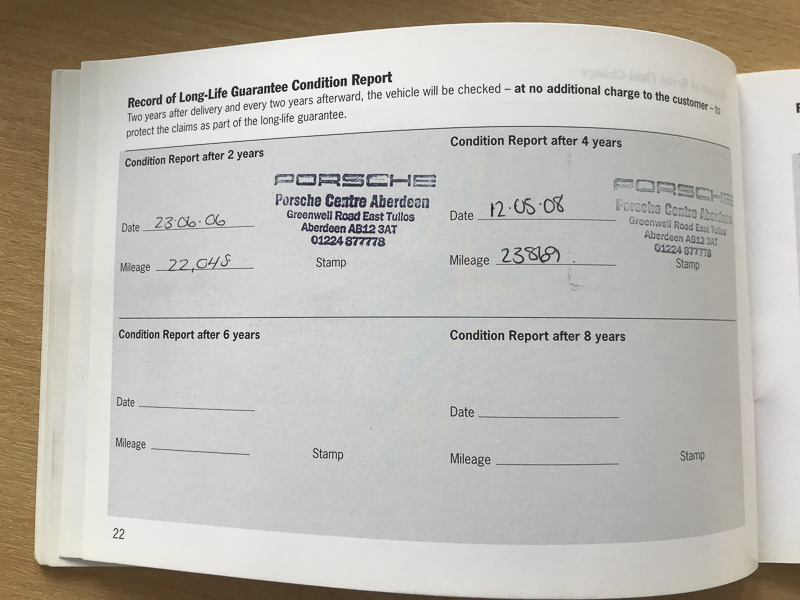 Record of Long-Life Guarantee Condition Report
Two years after delivery and every two years afterward, the vehicle will be checked – at no additional charge to the customer – to
protect the claims as part of the long-life guarantee.
Condition Report after 2 years
PORSCHE
Porsche Centre Aberdeen
Greenwell Road East Tullos
Aberdeen AB12 3AT
01224 877778
Date 23·06·06
Mileage 22,048
Stamp
Condition Report after 4 years
PORSCHE
Porsche Centre Aberdeen
Greenwell Road East Tullos
Aberdeen AB12 3AT
01224 877778
Date 12·05·08
Mileage 23869
Stamp
Condition Report after 6 years
Date
Mileage
Stamp
Condition Report after 8 years
Date
Mileage
Stamp
22